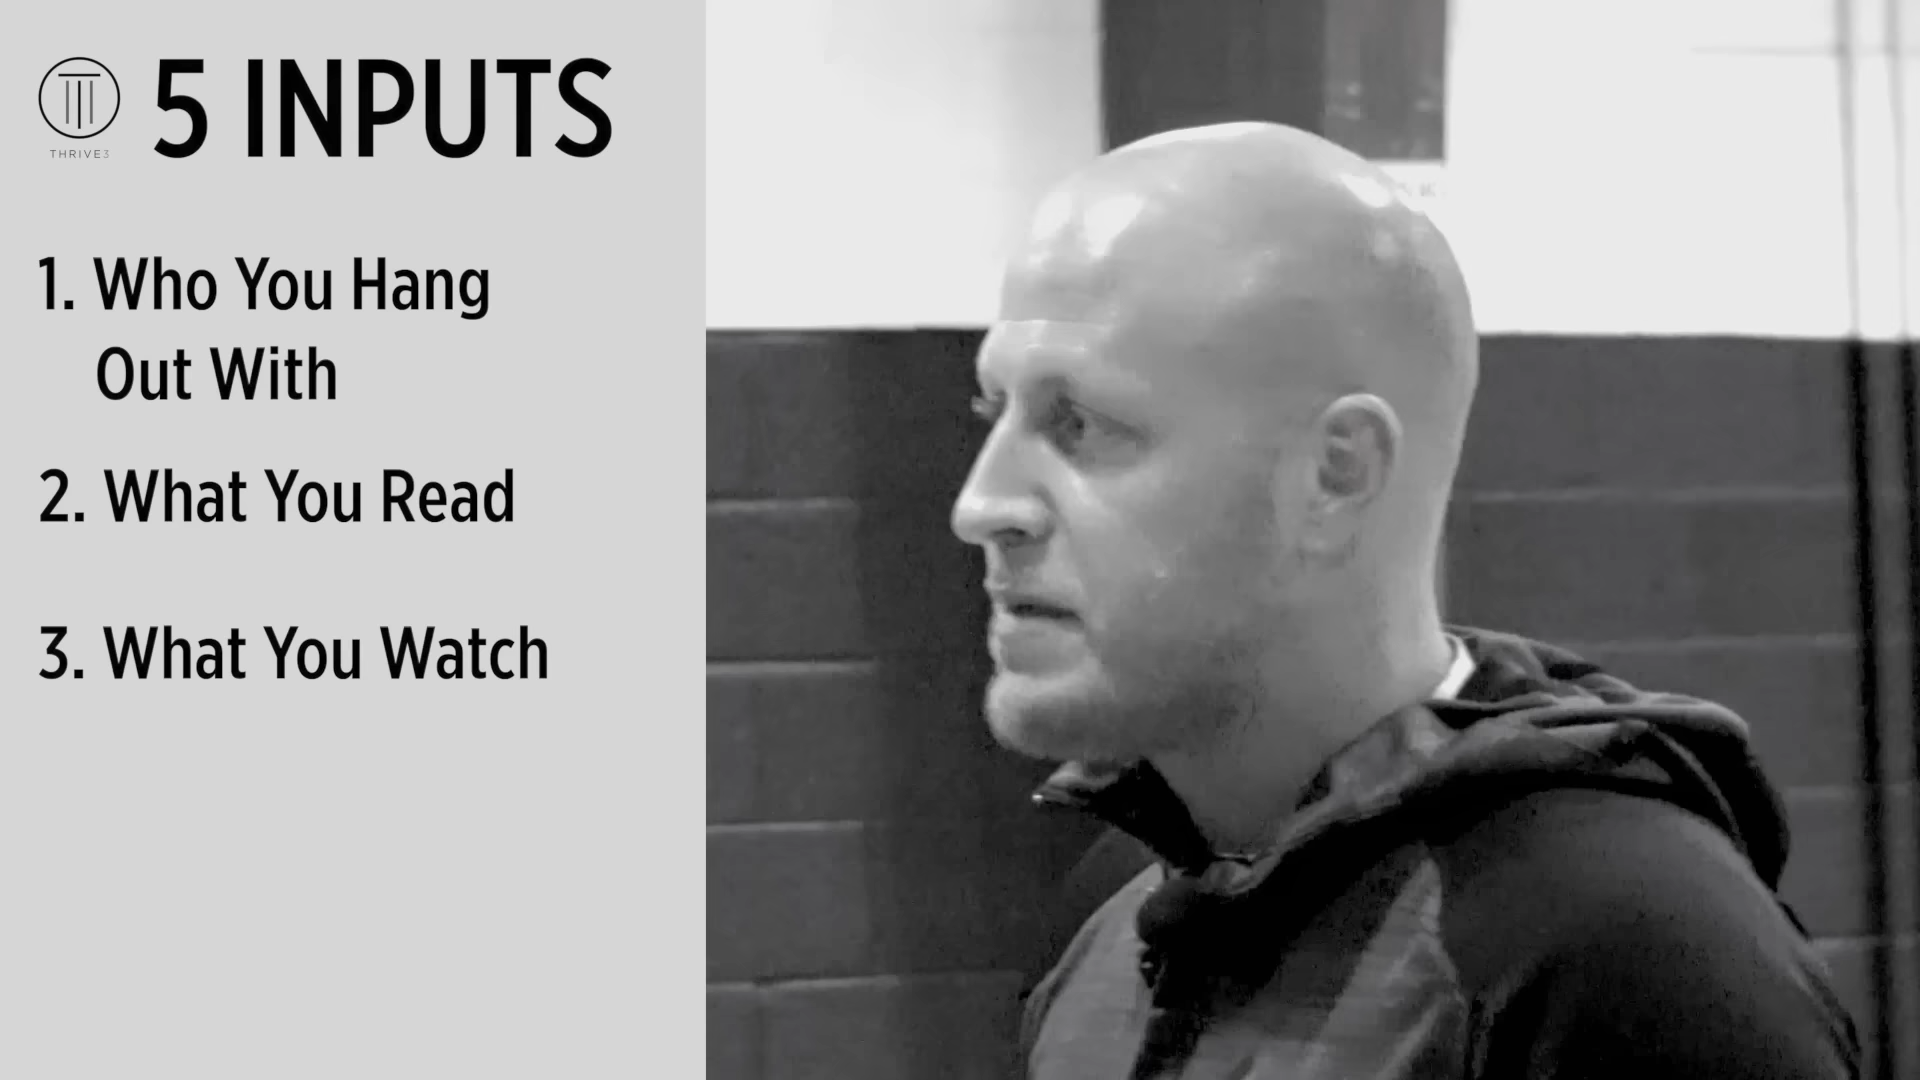 5 INPUTS
THRIVE3
1. Who You Hang
Out With
2. What You Read
3. What You Watch